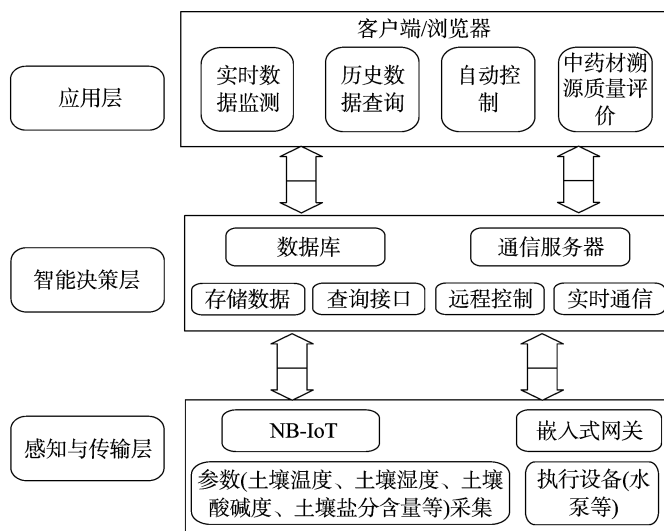 客户端/浏览器
应用层
实时数
据监测
历史数
据查询
自动控
制
中药材溯
源质量评
价
智能决策层
数据库
通信服务器
存储数据
查询接口
远程控制
实时通信
感知与传输层
NB-IoT
嵌入式网关
参数(土壤温度、土壤湿度、土壤
酸碱度、土壤盐分含量等)采集
执行设备(水
泵等)